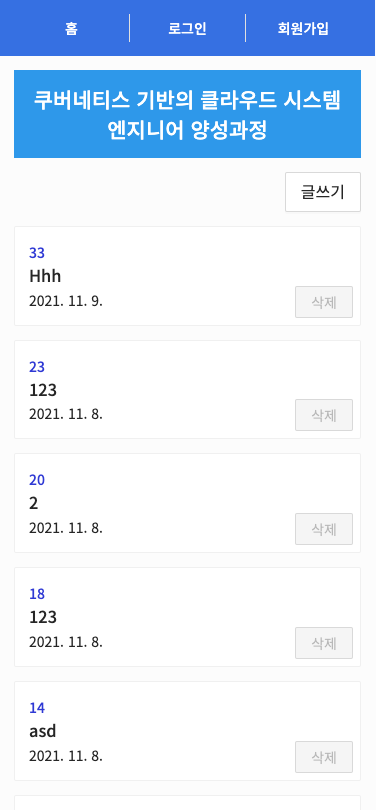 홈 로그인 회원가입
쿠버네티스 기반의 클라우드 시스템
엔지니어 양성과정
글쓰기
33
Hhh
2021. 11. 9.
삭제
23
123
2021. 11. 8.
삭제
20
2
2021. 11. 8.
삭제
18
123
2021. 11. 8.
삭제
14
asd
2021. 11. 8.
삭제